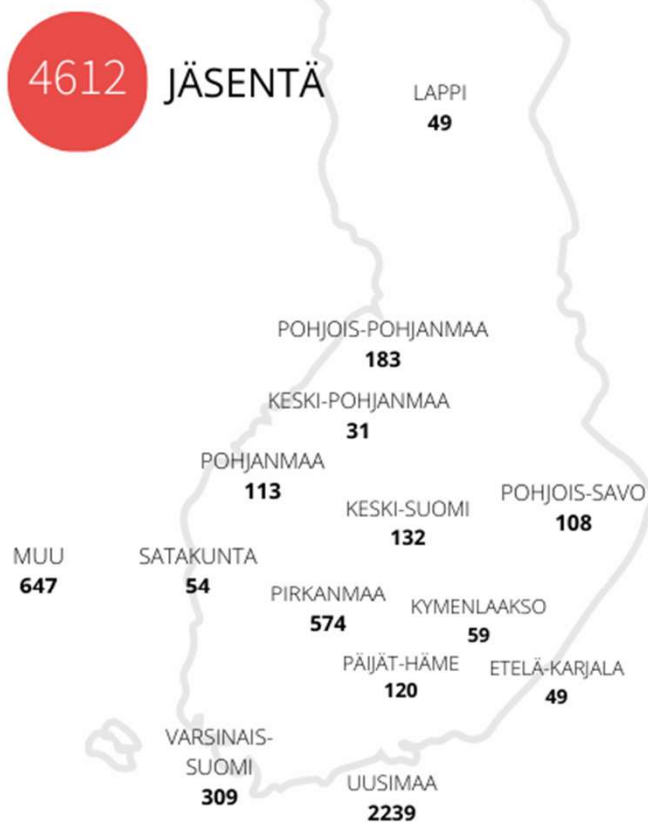 4612 JÄSENTÄ
LAPPI
49
POHJOIS-POHJANMAA
183
KESKI-POHJANMAA
31
POHJANMAA
113
KESKI-SUOMI
132
POHJOIS-SAVO
108
MUU
647
SATAKUNTA
54
PIRKANMAA
574
KYMENLAAKSO
59
PÄIJÄT-HÄME
120
ETELÄ-KARJALA
49
VARSINAIS-
SUOMI
309
UUSIMAA
2239